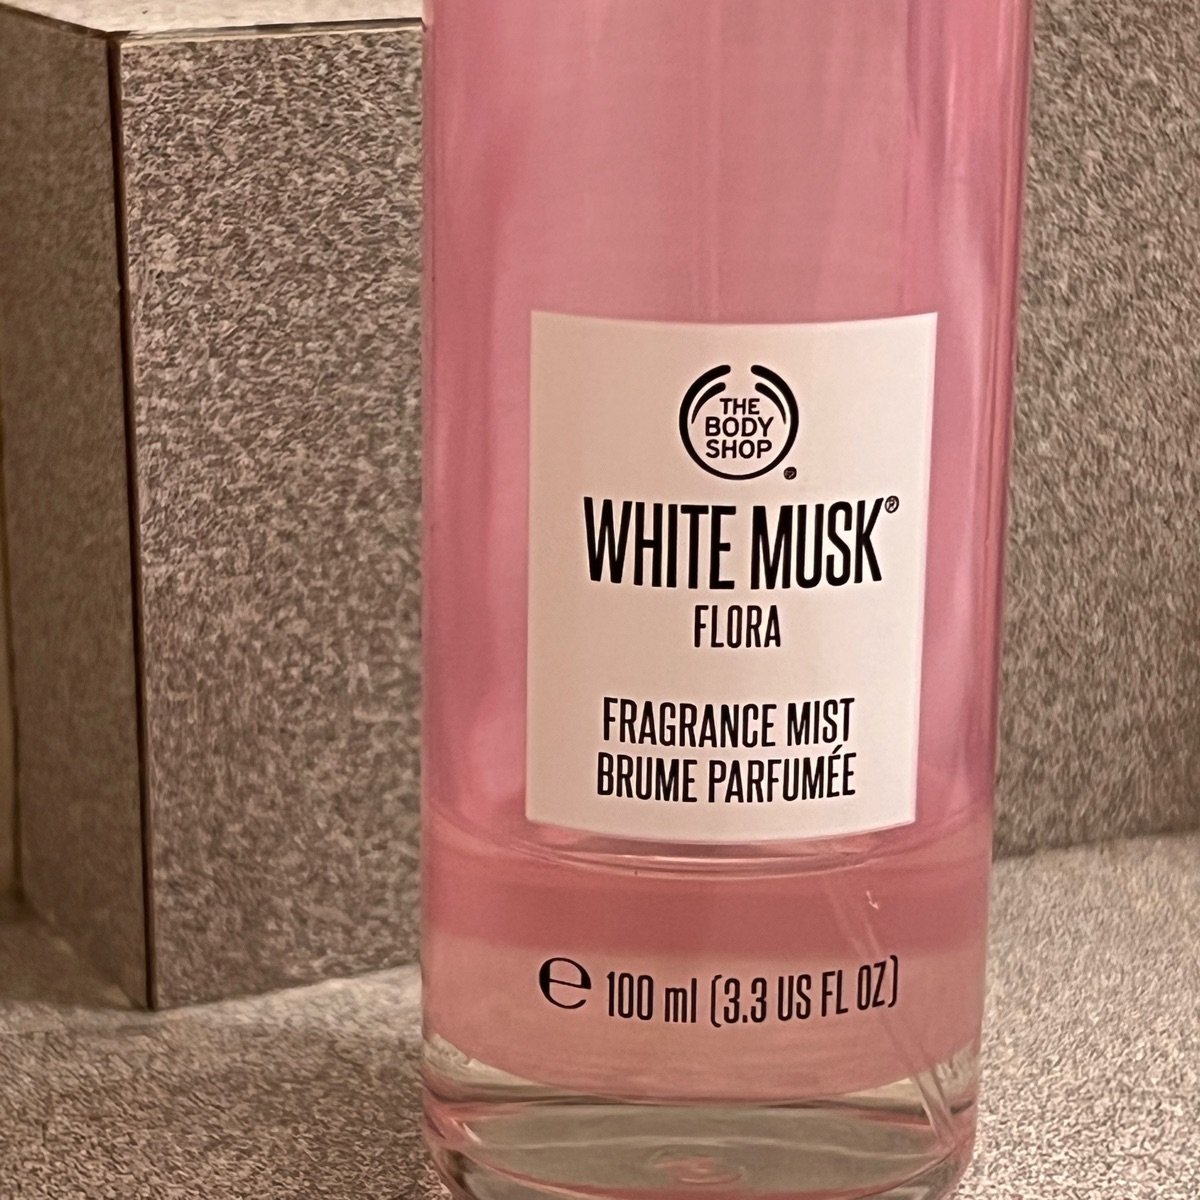 THE
BODY
SHOP®
WHITE MUSK®
FLORA
FRAGRANCE MIST
BRUME PARFUMÉE
℮ 100 ml (3.3 US FL OZ)